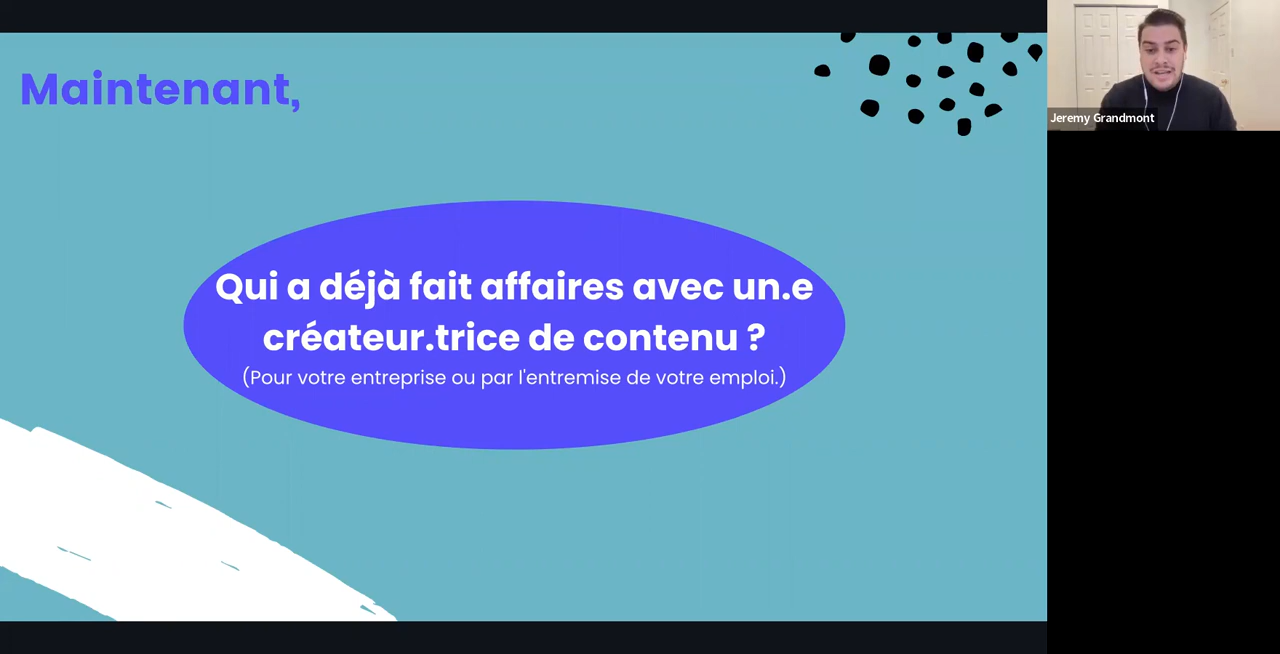 Maintenant,
Qui a déjà fait affaires avec un.e
créateur.trice de contenu ?
(Pour votre entreprise ou par l'entremise de votre emploi.)
Jeremy Grandmont